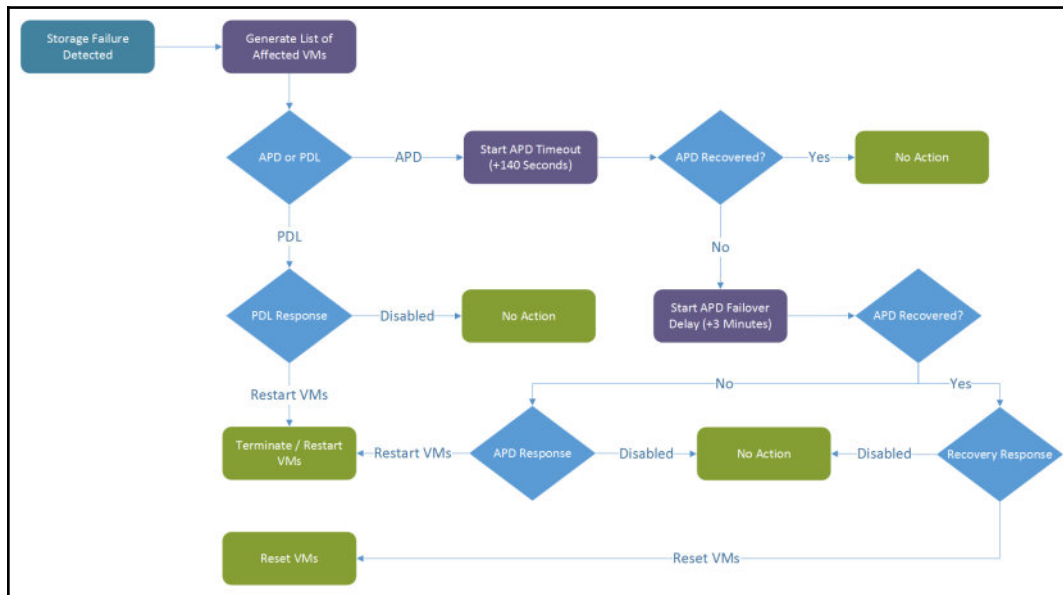 Storage Failure
Detected
Generate List of
Affected VMs
APD or PDL
APD
Start APD Timeout
(+140 Seconds)
APD Recovered?
Yes
No Action
PDL
No
PDL Response
Disabled
No Action
Start APD Failover
Delay (+3 Minutes)
APD Recovered?
No
Yes
Restart VMs
Terminate / Restart
VMs
Restart VMs
APD Response
Disabled
No Action
Disabled
Recovery Response
Reset VMs
Reset VMs